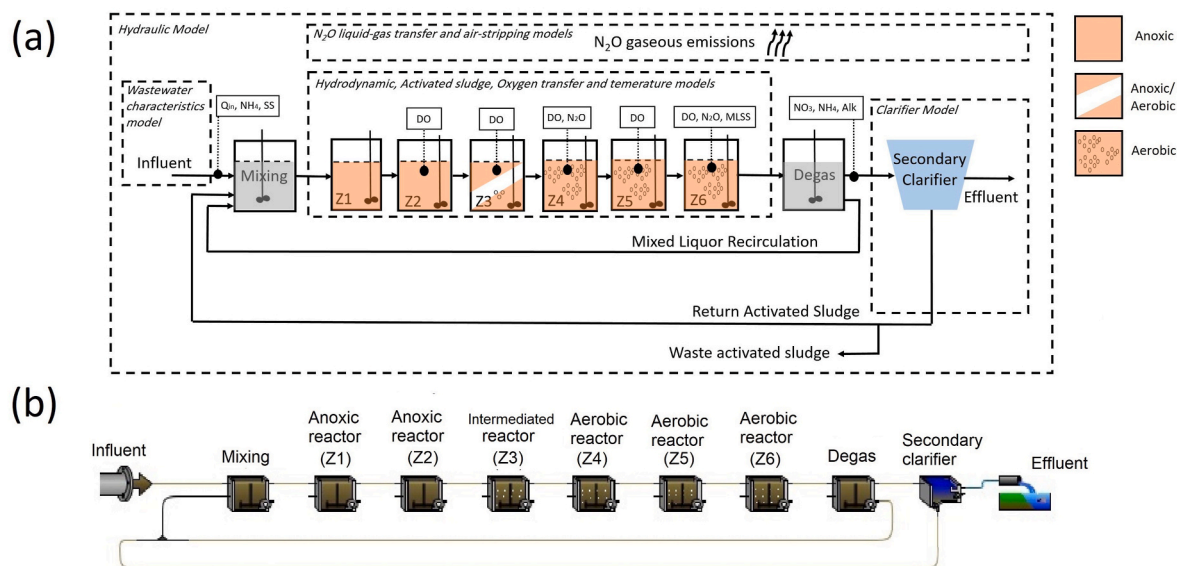 (a)
Hydraulic Model
N₂O liquid-gas transfer and air-stripping models
N₂O gaseous emissions
Anoxic
Wastewater
characteristics
model
Hydrodynamic, Activated sludge, Oxygen transfer and temerature models
Qin, NH₄, SS
DO
DO
DO, N₂O
DO
DO, N₂O, MLSS
NO₃, NH₄, Alk
Clarifier Model
Anoxic/
Aerobic
Influent
Mixing
Z1
Z2
Z3
Z4
Z5
Z6
Degas
Secondary
Clarifier
Effluent
Aerobic
Mixed Liquor Recirculation
Return Activated Sludge
Waste activated sludge
(b)
Influent
Mixing
Anoxic
reactor
(Z1)
Anoxic
reactor
(Z2)
Intermediated
reactor
(Z3)
Aerobic
reactor
(Z4)
Aerobic
reactor
(Z5)
Aerobic
reactor
(Z6)
Degas
Secondary
clarifier
Effluent